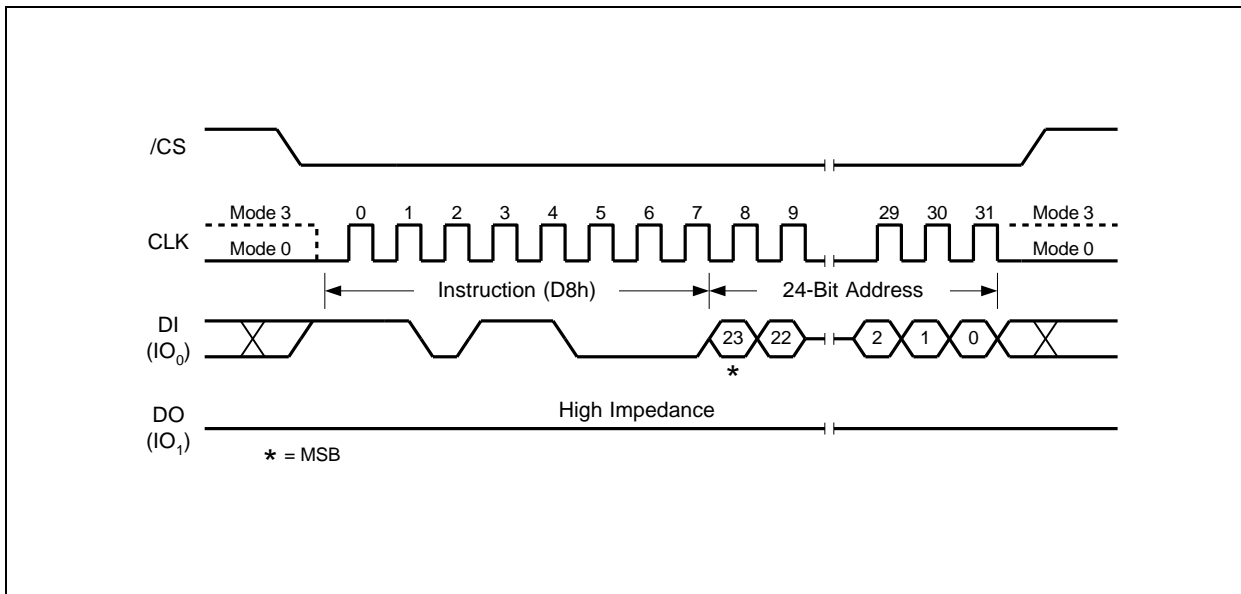 /CS
Mode 3 0 1 2 3 4 5 6 7 8 9 29 30 31 Mode 3
CLK
Mode 0 Mode 0
Instruction (D8h) 24-Bit Address
DI
(IO0)
23 22 2 1 0
*
High Impedance
DO
(IO1)
* = MSB